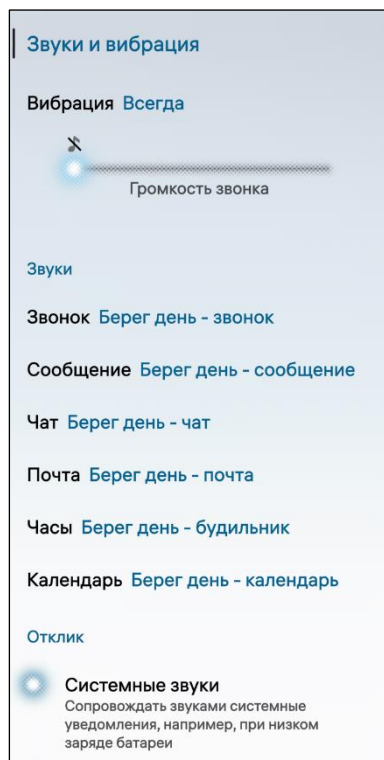 Звуки и вибрация
Вибрация Всегда
Громкость звонка
Звуки
Звонок Берег день - звонок
Сообщение Берег день - сообщение
Чат Берег день - чат
Почта Берег день - почта
Часы Берег день - будильник
Календарь Берег день - календарь
Отклик
Системные звуки
Сопровождать звуками системные
уведомления, например, при низком
заряде батареи